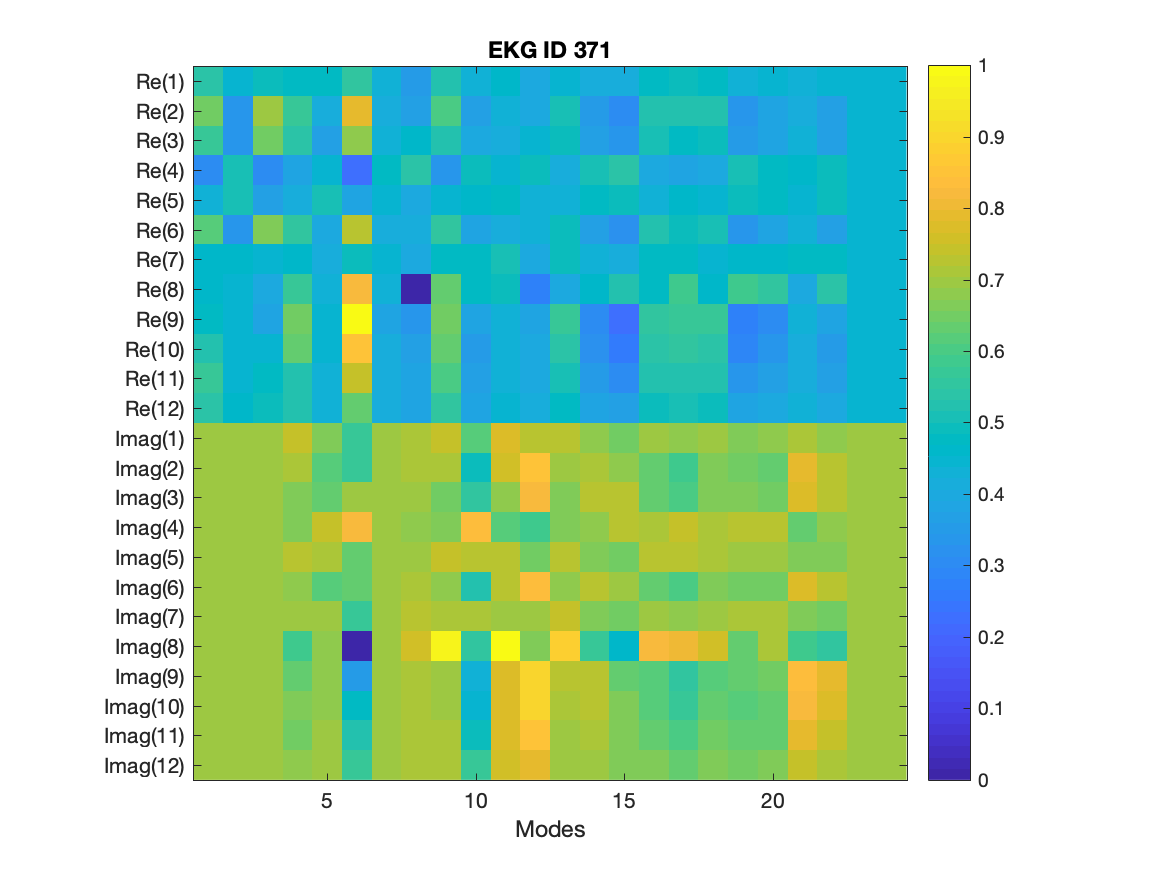 EKG ID 371
Re(1)
Re(2)
Re(3)
Re(4)
Re(5)
Re(6)
Re(7)
Re(8)
Re(9)
Re(10)
Re(11)
Re(12)
Imag(1)
Imag(2)
Imag(3)
Imag(4)
Imag(5)
Imag(6)
Imag(7)
Imag(8)
Imag(9)
Imag(10)
Imag(11)
Imag(12)
5 10 15 20
Modes
1
0.9
0.8
0.7
0.6
0.5
0.4
0.3
0.2
0.1
0